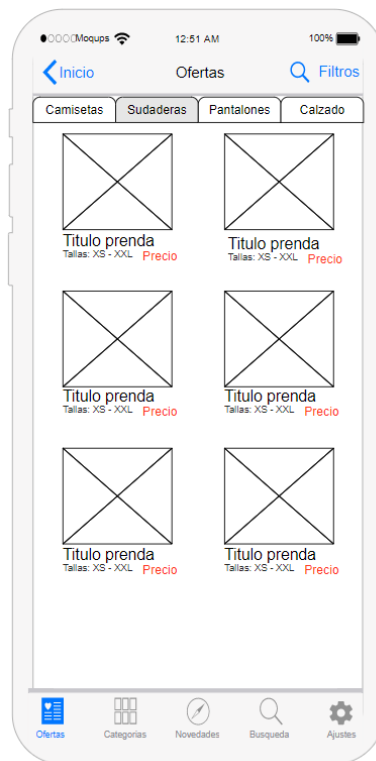 Moqups 12:51 AM 100%
Inicio Ofertas Filtros
Camisetas Sudaderas Pantalones Calzado
Titulo prenda Titulo prenda
Tallas: XS - XXL Precio Tallas: XS - XXL Precio
Titulo prenda Titulo prenda
Tallas: XS - XXL Precio Tallas: XS - XXL Precio
Titulo prenda Titulo prenda
Tallas: XS - XXL Precio Tallas: XS - XXL Precio
Ofertas Categorias Novedades Busqueda Ajustes